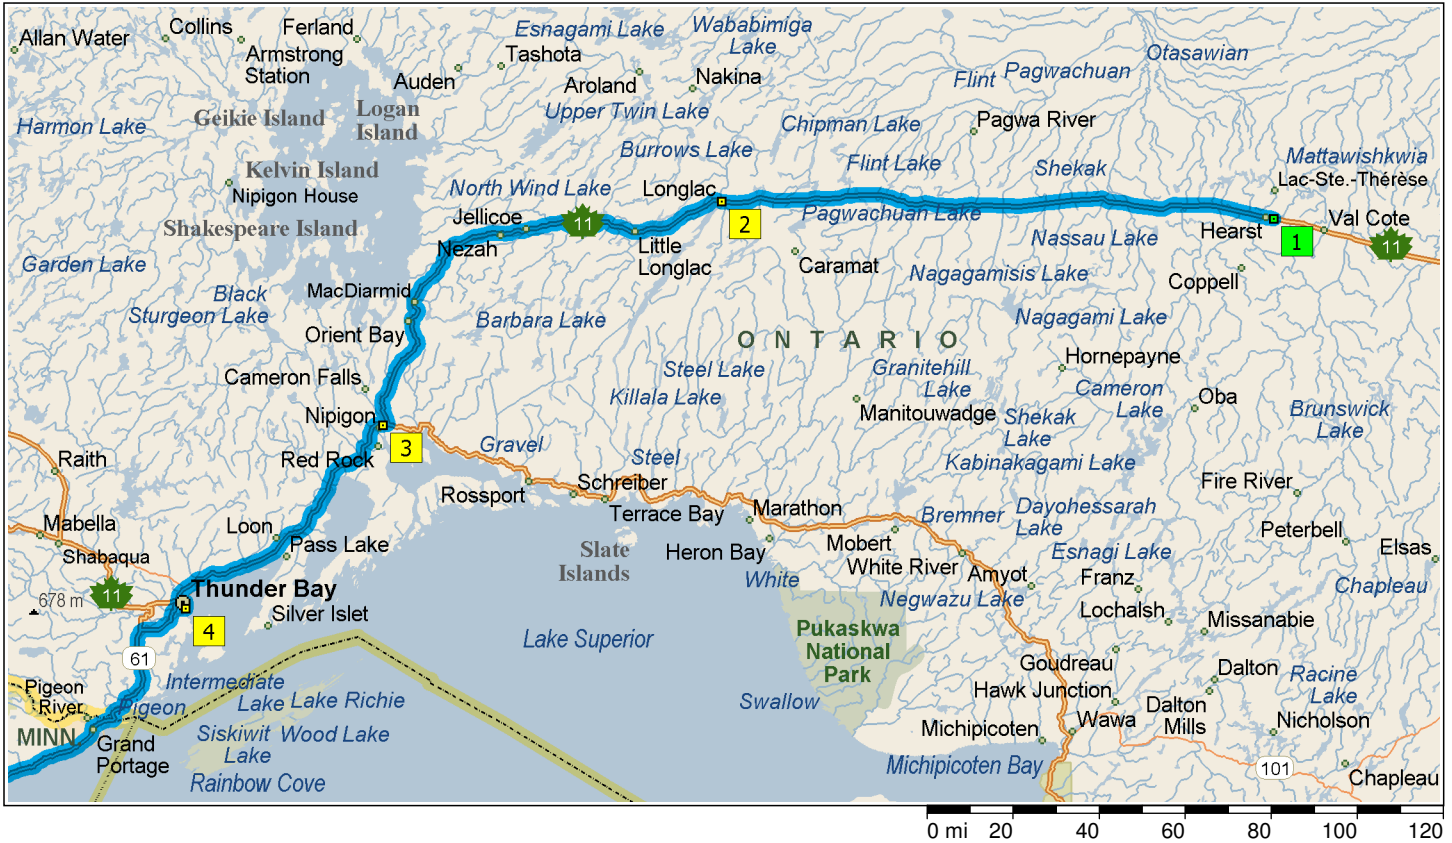 Allan Water
Collins
Ferland
Armstrong
Station
Esnagami Lake
Wababimiga
Lake
Tashota
Auden
Aroland
Nakina
Otasawian
Flint
Pagwachuan
Geikie Island
Logan
Island
Upper Twin Lake
Chipman Lake
Pagwa River
Harmon Lake
Burrows Lake
Flint Lake
Shekak
Mattawishkwia
Kelvin Island
Nipigon House
North Wind Lake
Longlac
Lac-Ste.-Thérèse
Shakespeare Island
Jellicoe
11
2
Pagwachuan Lake
Val Cote
Hearst
1
11
Nezah
Little
Longlac
Nassau Lake
Garden Lake
Caramat
Nagagamisis Lake
Coppell
Black
Sturgeon Lake
MacDiarmid
Orient Bay
Barbara Lake
Nagagami Lake
ONTARIO
Hornepayne
Cameron Falls
Steel Lake
Granitehill
Lake
Killala Lake
Cameron
Lake
Oba
Nipigon
Manitouwadge
Shekak
Lake
Brunswick
Lake
3
Gravel
Steel
Raith
Red Rock
Kabinakagami Lake
Rossport
Schreiber
Fire River
Terrace Bay
Marathon
Bremner
Dayohessarah
Lake
Mabella
Loon
Peterbell
Shabaqua
Pass Lake
Slate
Islands
Heron Bay
Mobert
White River
Esnagi Lake
Elsas
11
Thunder Bay
White
Amyot
Franz
Chapleau
678 m
Silver Islet
Negwazu Lake
Lochalsh
Missanabie
4
Lake Superior
Pukaskwa
National
Park
61
Goudreau
Dalton
Pigeon
River
Intermediate
Lake
Lake Richie
Hawk Junction
Racine
Lake
igeon
Swallow
Dalton
Mills
MINN
Siskiwit
Lake
Wood Lake
Michipicoten
Wawa
Nicholson
Grand
Portage
Rainbow Cove
Michipicoten Bay
101
Chapleau
0 mi 20 40 60 80 100 120